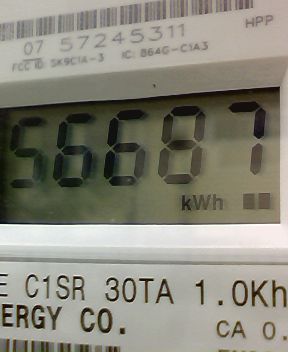 07 57245311
HPP
FCC ID: SK9C1A-3 IC: 864G-C1A3
56687
kWh
E C1SR 30TA 1.0Kh
ERGY CO.
CA 0.